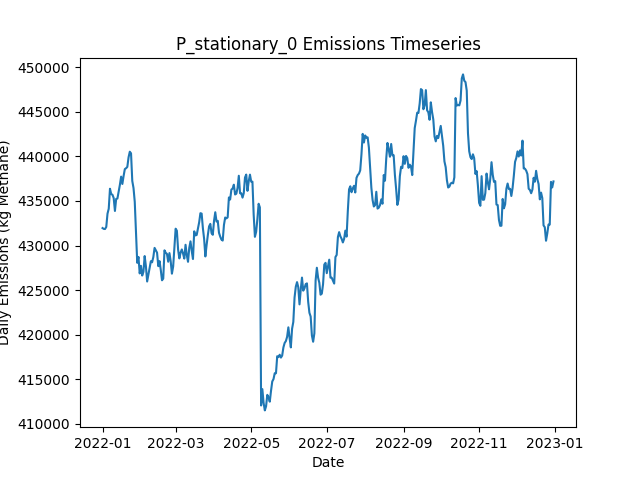 P_stationary_0 Emissions Timeseries
Daily Emissions (kg Methane)
450000
445000
440000
435000
430000
425000
420000
415000
410000
2022-01 2022-03 2022-05 2022-07 2022-09 2022-11 2023-01
Date